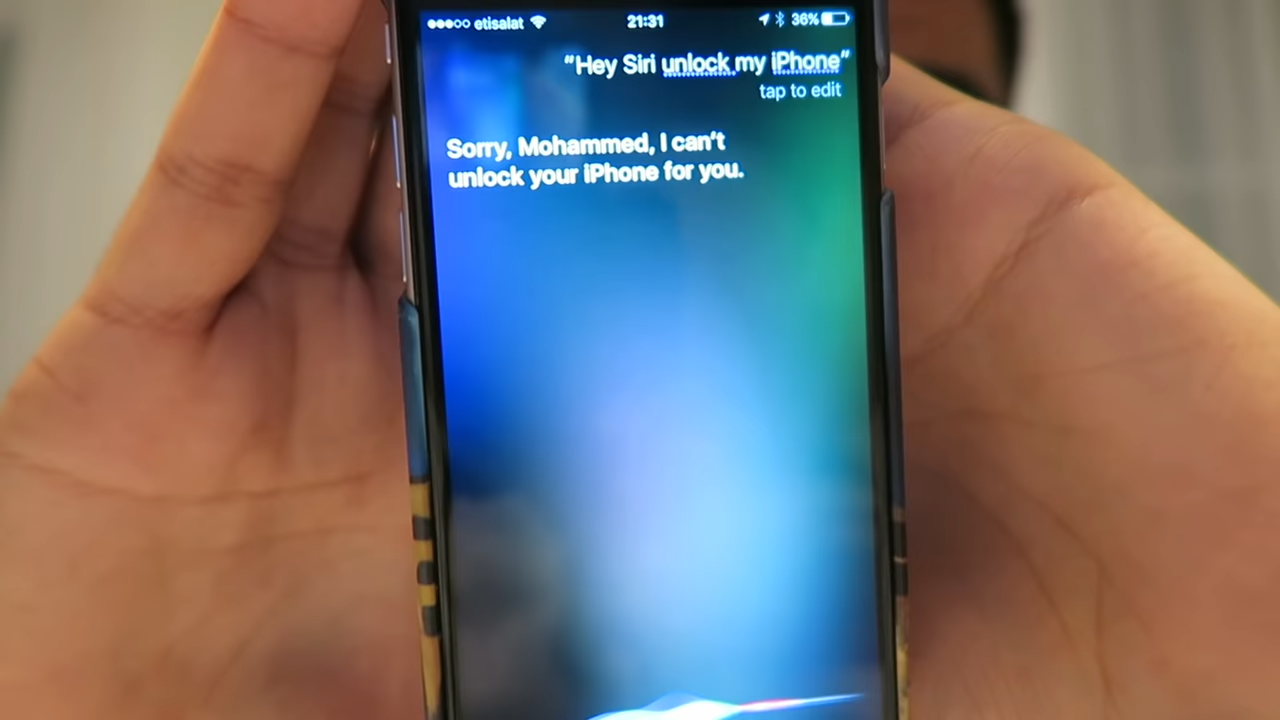 etisalat 21:31 36%
“Hey Siri unlock my iPhone”
tap to edit
Sorry, Mohammed, I can’t
unlock your iPhone for you.